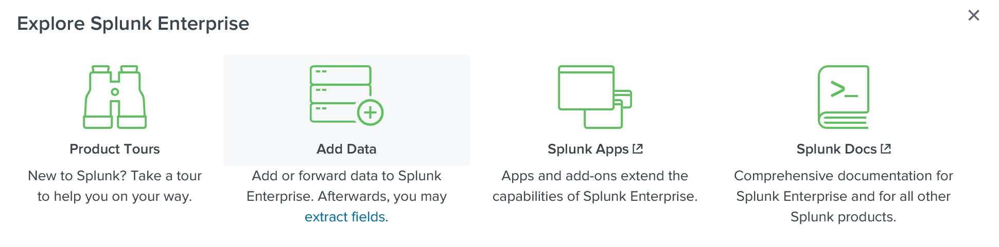 Explore Splunk Enterprise
Product Tours
New to Splunk? Take a tour
to help you on your way.
Add Data
Add or forward data to Splunk
Enterprise. Afterwards, you may
extract fields.
Splunk Apps
Apps and add-ons extend the
capabilities of Splunk Enterprise.
>_
Splunk Docs
Comprehensive documentation for
Splunk Enterprise and for all other
Splunk products.